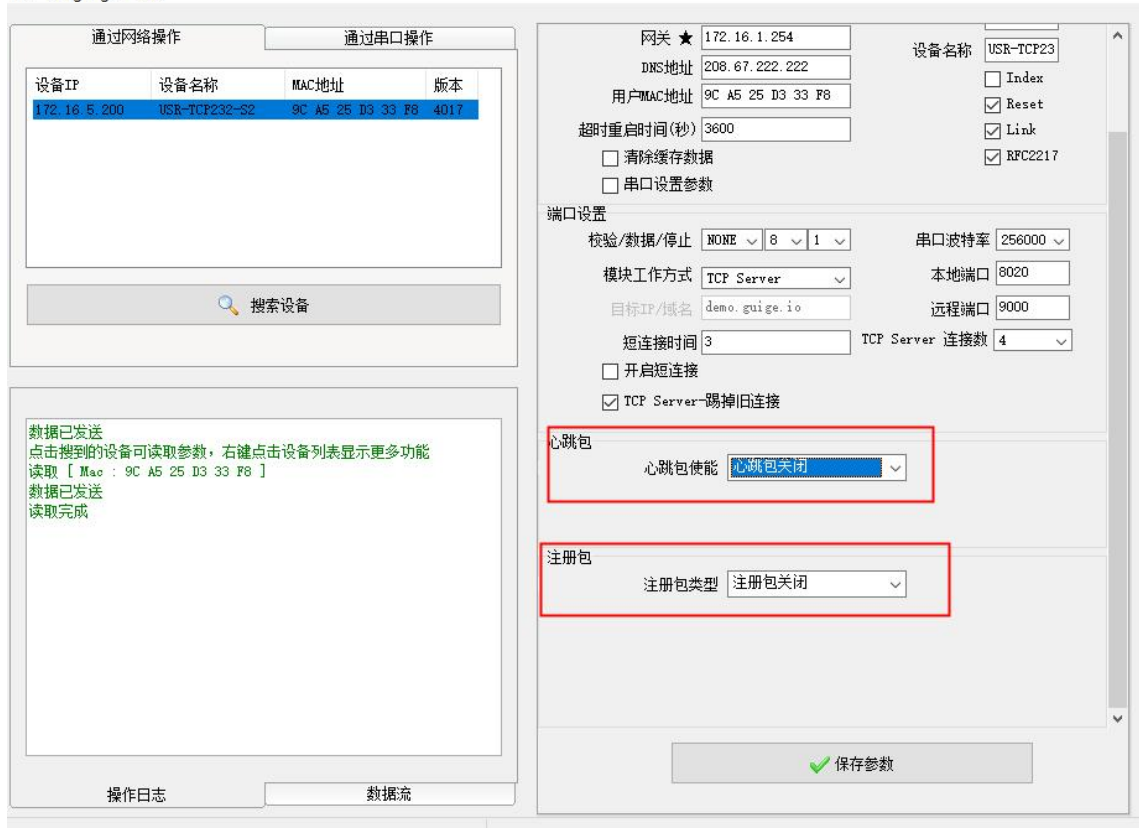 通过网络操作
通过串口操作
设备IP 设备名称 MAC地址 版本
172.16.5.200 USR-TCP232-S2 9C A5 25 D3 33 F8 4017
搜索设备
数据已发送
点击搜到的设备可读取参数，右键点击设备列表显示更多功能
读取 [ Mac : 9C A5 25 D3 33 F8 ]
数据已发送
读取完成
操作日志
数据流
网关 ★ 172.16.1.254
DNS地址 208.67.222.222
用户MAC地址 9C A5 25 D3 33 F8
超时重启时间(秒) 3600
清除缓存数据
串口设置参数
设备名称 USR-TCP23
Index
Reset
Link
RFC2217
端口设置
校验/数据/停止 NONE 8 1 串口波特率 256000
模块工作方式 TCP Server 本地端口 8020
目标IP/域名 demo.guige.io 远程端口 9000
短连接时间 3 TCP Server 连接数 4
开启短连接
TCP Server-踢掉旧连接
心跳包
心跳包使能 心跳包关闭
注册包
注册包类型 注册包关闭
保存参数